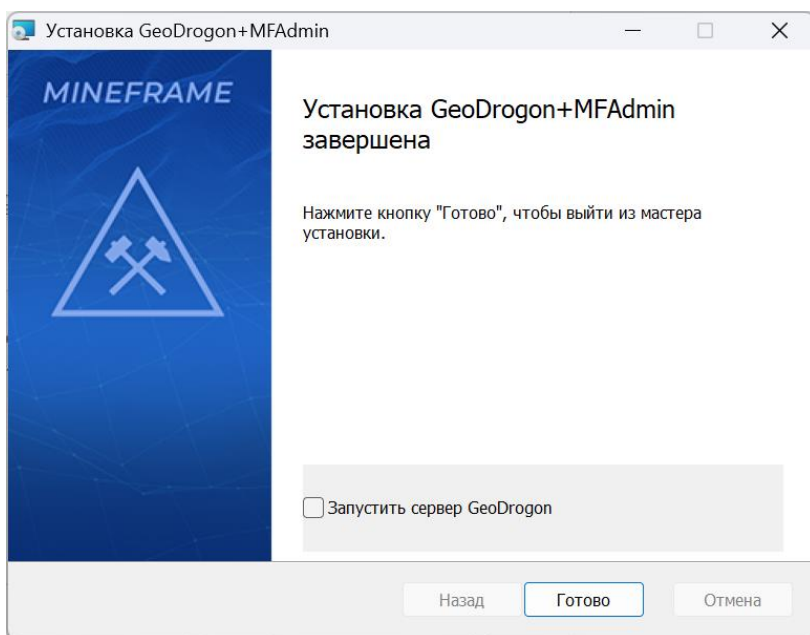 Установка GeoDrogon+MFAdmin
MINEFRAME
Установка GeoDrogon+MFAdmin
завершена
Нажмите кнопку "Готово", чтобы выйти из мастера
установки.
Запустить сервер GeoDrogon
Назад
Готово
Отмена